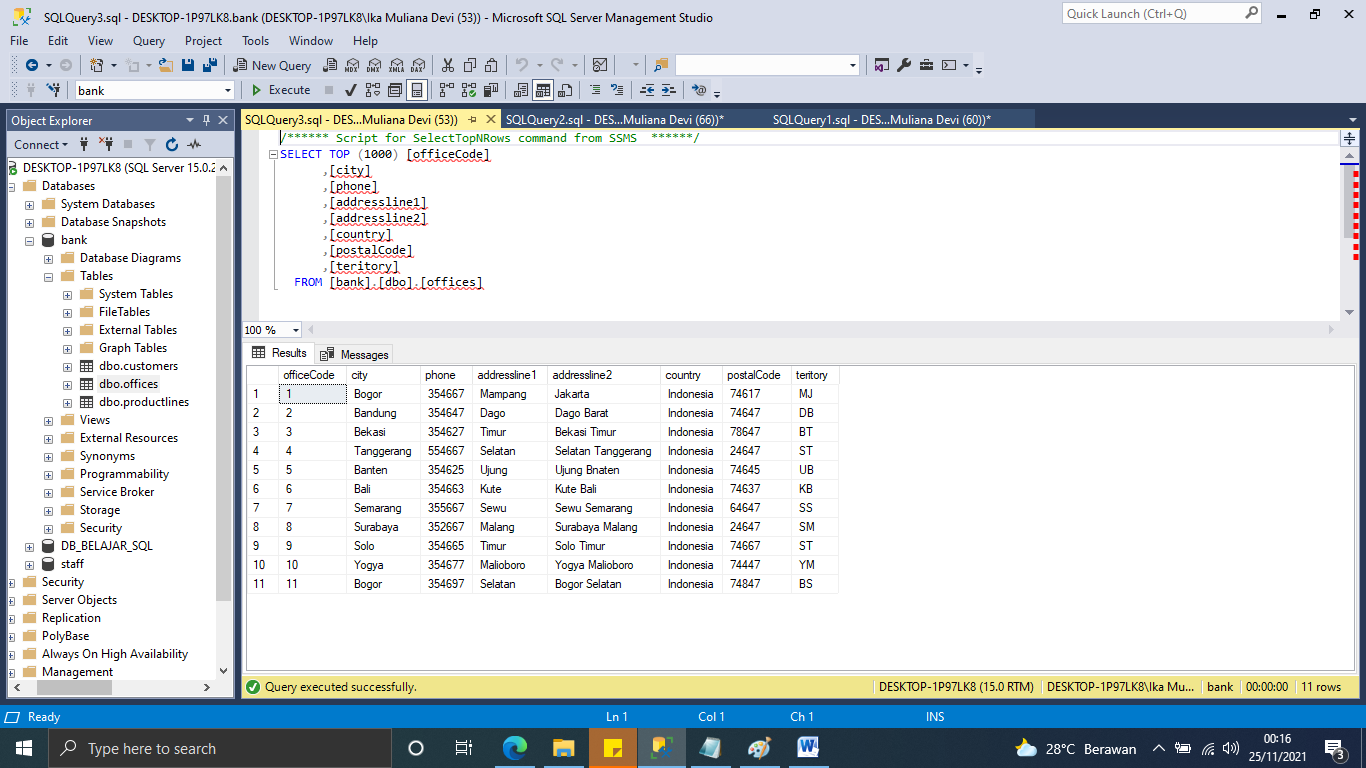 SQLQuery3.sql - DESKTOP-1P97LK8.bank (DESKTOP-1P97LK8\Ika Muliana Devi (53)) - Microsoft SQL Server Management Studio
Quick Launch (Ctrl+Q)
File Edit View Query Project Tools Window Help
New Query MDX DMX XMLA DAX
bank Execute
Object Explorer
SQLQuery3.sql - DES...Muliana Devi (53)) SQLQuery2.sql - DES...Muliana Devi (66))* SQLQuery1.sql - DES...Muliana Devi (60))*
Connect
DESKTOP-1P97LK8 (SQL Server 15.0.2
Databases
System Databases
Database Snapshots
bank
Database Diagrams
Tables
System Tables
FileTables
External Tables
Graph Tables
dbo.customers
dbo.offices
dbo.productlines
Views
External Resources
Synonyms
Programmability
Service Broker
Storage
Security
DB_BELAJAR_SQL
staff
Security
Server Objects
Replication
PolyBase
Always On High Availability
Management
/****** Script for SelectTopNRows command from SSMS ******/
SELECT TOP (1000) [officeCode]
,[city]
,[phone]
,[addressline1]
,[addressline2]
,[country]
,[postalCode]
,[teritory]
FROM [bank].[dbo].[offices]
100 %
Results Messages
officeCode city phone addressline1 addressline2 country postalCode teritory
1 1 Bogor 354667 Mampang Jakarta Indonesia 74617 MJ
2 2 Bandung 354647 Dago Dago Barat Indonesia 74647 DB
3 3 Bekasi 354627 Timur Bekasi Timur Indonesia 78647 BT
4 4 Tanggerang 554667 Selatan Selatan Tanggerang Indonesia 24647 ST
5 5 Banten 354625 Ujung Ujung Bnaten Indonesia 74645 UB
6 6 Bali 354663 Kute Kute Bali Indonesia 74637 KB
7 7 Semarang 355667 Sewu Sewu Semarang Indonesia 64647 SS
8 8 Surabaya 352667 Malang Surabaya Malang Indonesia 24647 SM
9 9 Solo 354665 Timur Solo Timur Indonesia 74667 ST
10 10 Yogya 354677 Malioboro Yogya Malioboro Indonesia 74447 YM
11 11 Bogor 354697 Selatan Bogor Selatan Indonesia 74847 BS
Query executed successfully. DESKTOP-1P97LK8 (15.0 RTM) DESKTOP-1P97LK8\Ika Mu... bank 00:00:00 11 rows
Ready Ln 1 Col 1 Ch 1 INS
Type here to search
28°C Berawan
00:16
25/11/2021
3